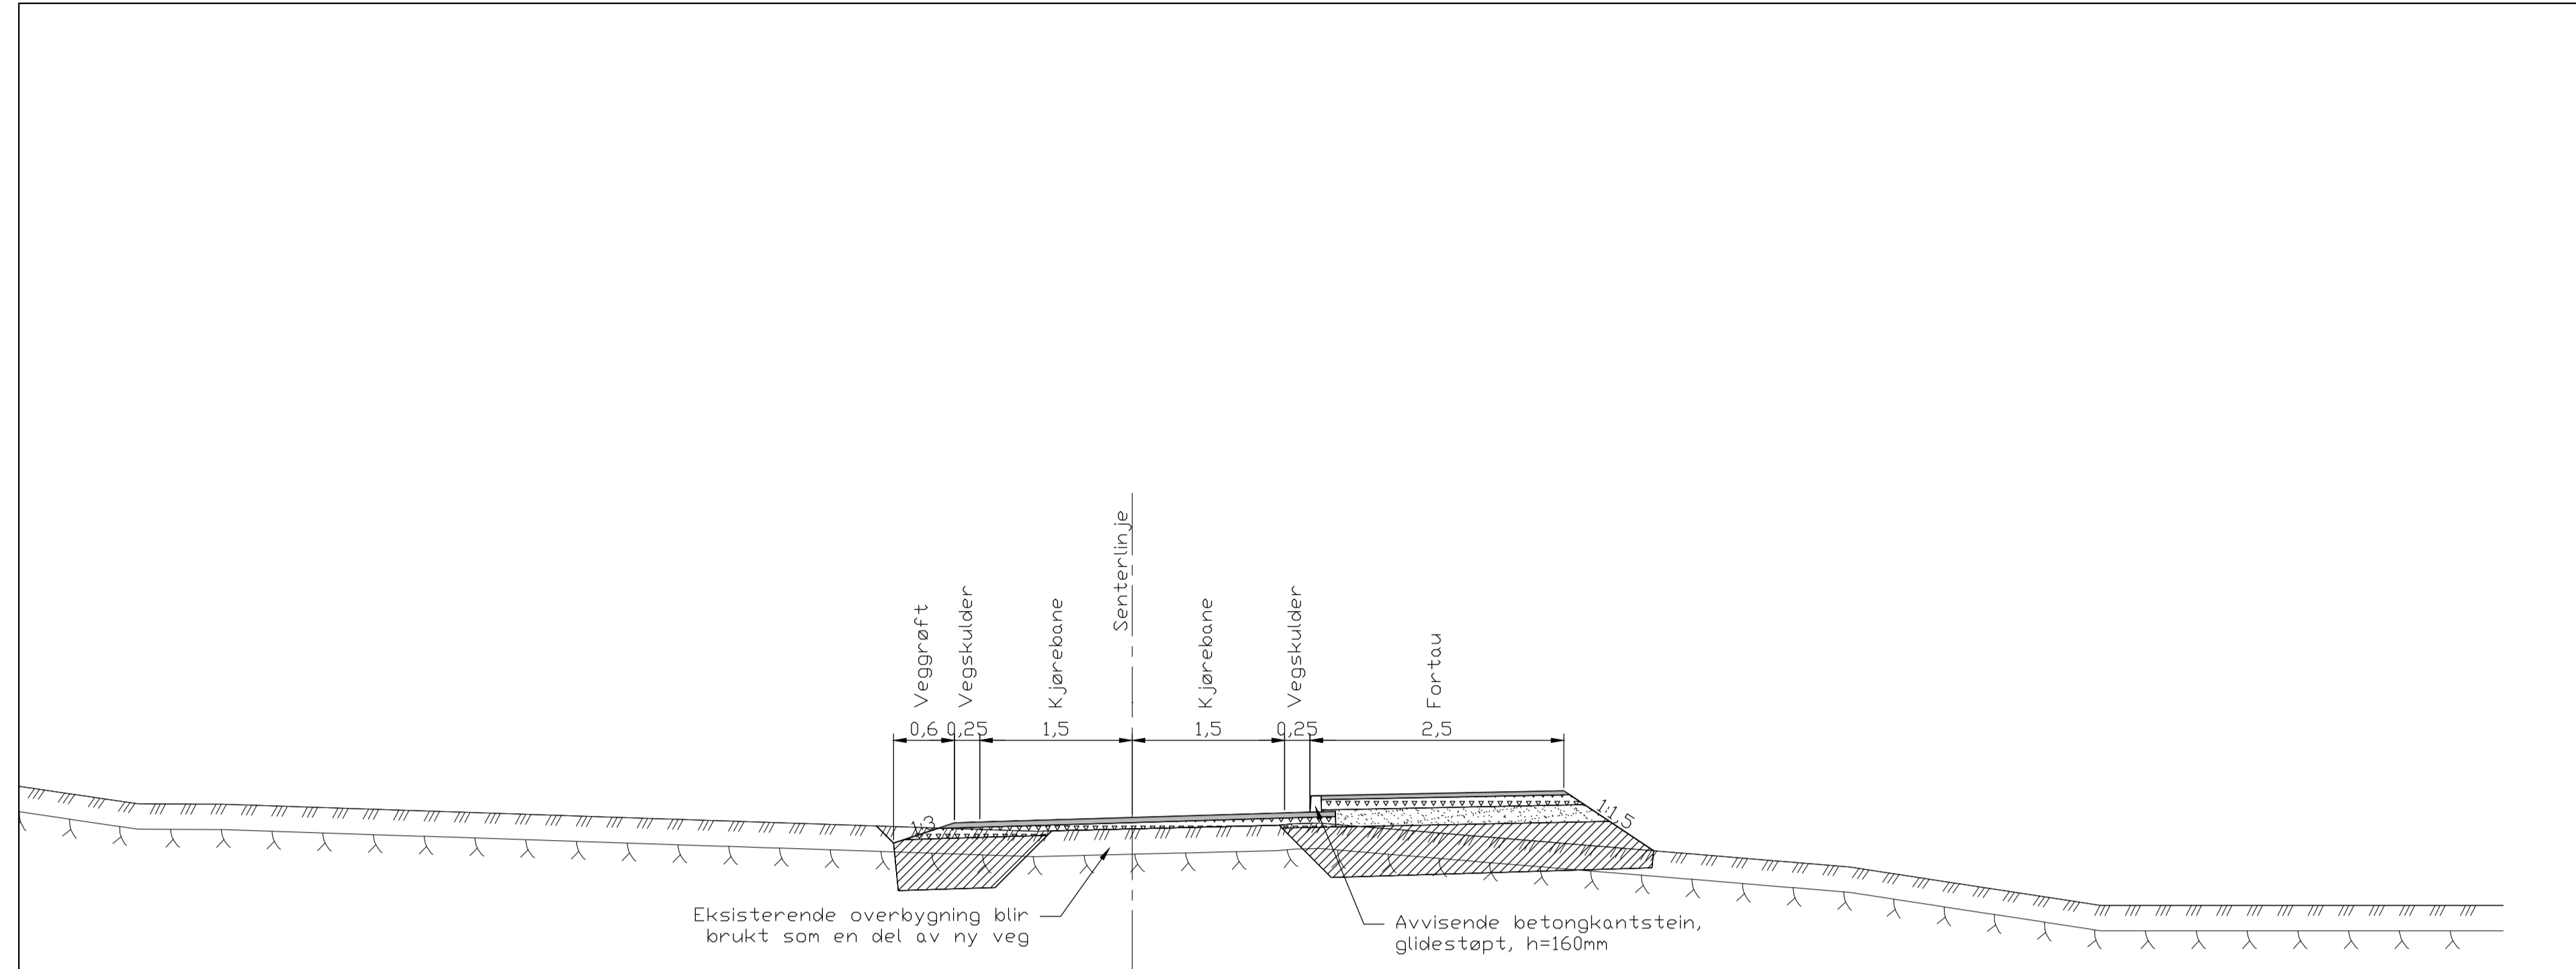 Senterlinje
Veggrøft
Vegskulder
Kjørebane
Kjørebane
Vegskulder
Fortau
0,6 0,25 1,5 1,5 0,25 2,5
1:3
1:1,5
Eksisterende overbygning blir
brukt som en del av ny veg
Avvisende betongkantstein,
glidestøpt, h=160mm